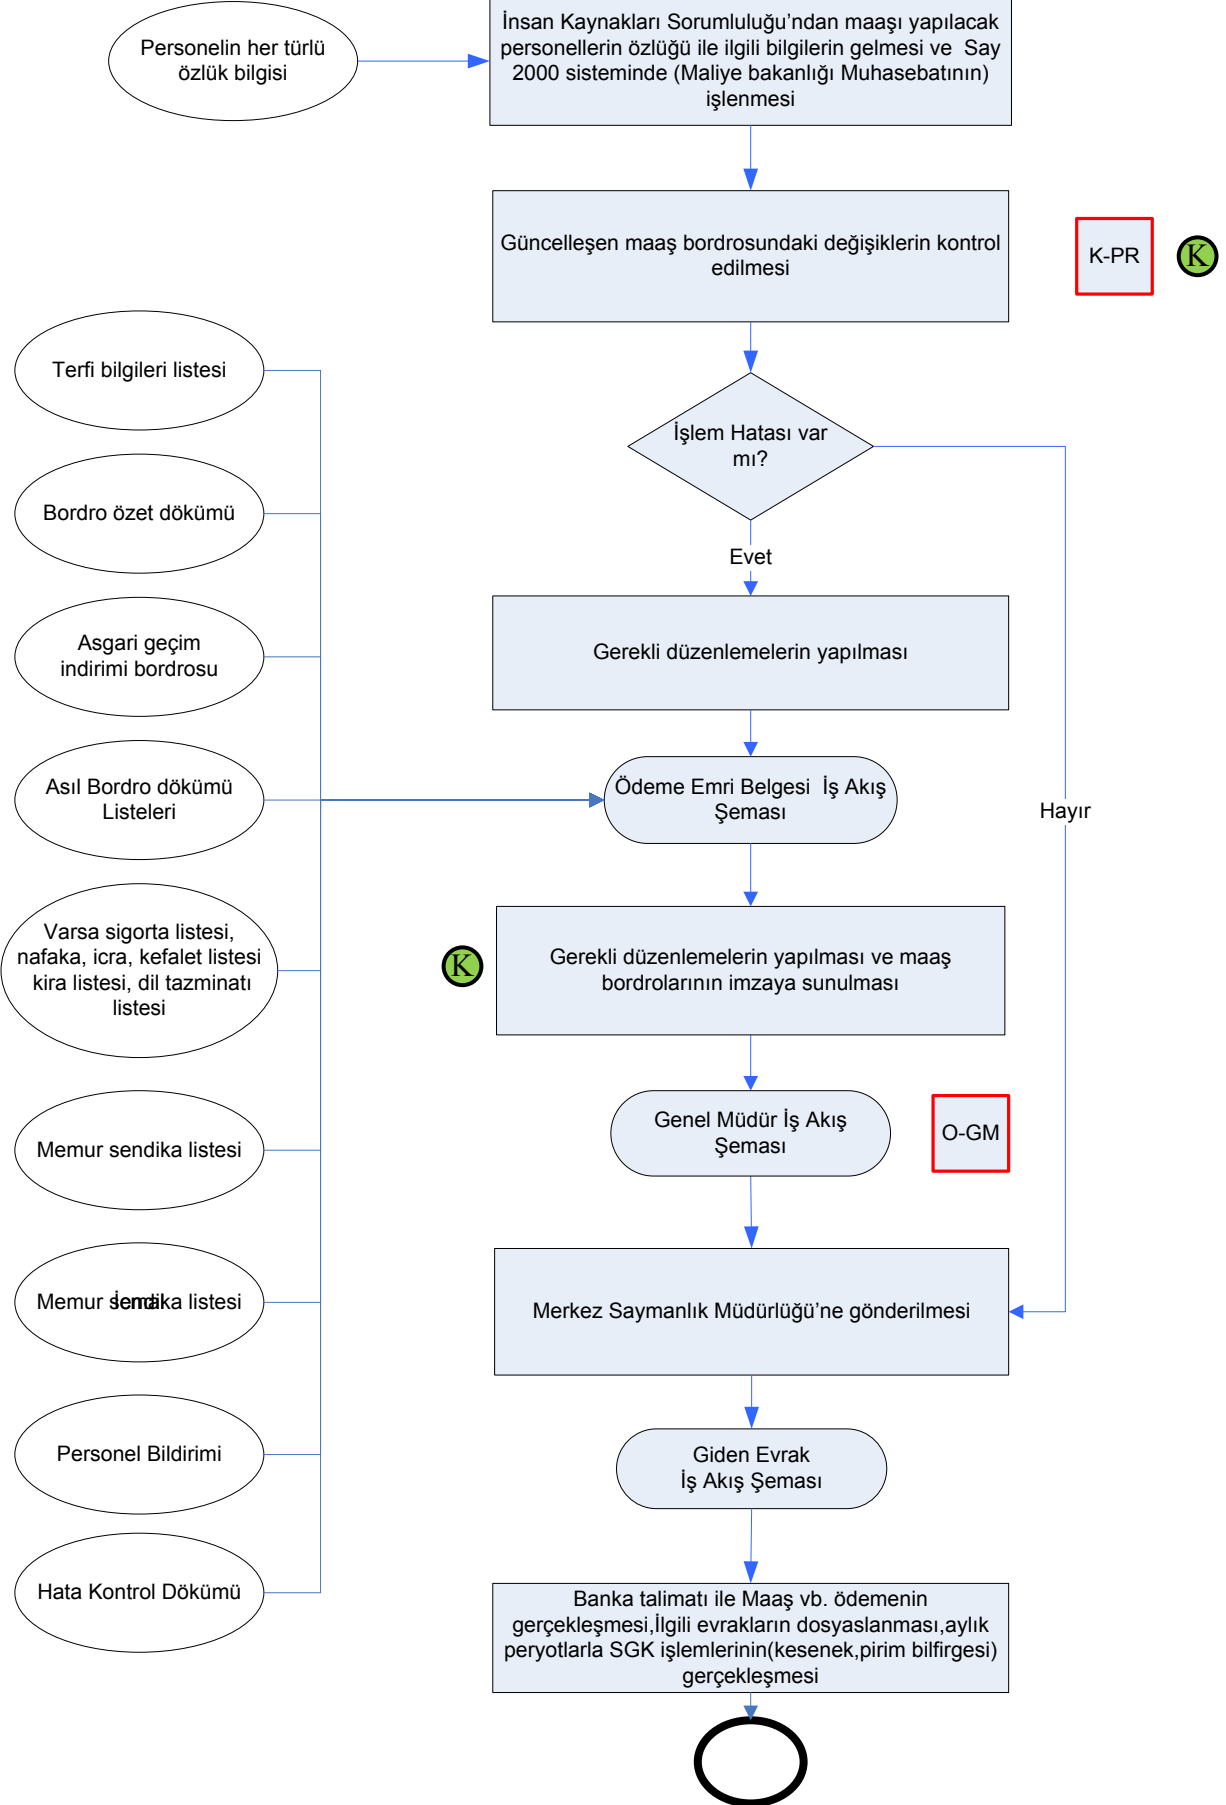 Personelin her türlü
özlük bilgisi
İnsan Kaynakları Sorumluluğu'ndan maaşı yapılacak
personellerin özlüğü ile ilgili bilgilerin gelmesi ve Say
2000 sisteminde (Maliye bakanlığı Muhasebatının)
işlenmesi
Güncelleşen maaş bordrosundaki değişiklerin kontrol
edilmesi
K-PR
K
Terfi bilgileri listesi
İşlem Hatası var
mı?
Bordro özet dökümü
Evet
Asgari geçim
indirimi bordrosu
Gerekli düzenlemelerin yapılması
Asıl Bordro dökümü
Listeleri
Ödeme Emri Belgesi İş Akış
Şeması
Hayır
Varsa sigorta listesi,
nafaka, icra, kefalet listesi
kira listesi, dil tazminatı
listesi
K
Gerekli düzenlemelerin yapılması ve maaş
bordrolarının imzaya sunulması
Memur sendika listesi
Genel Müdür İş Akış
Şeması
O-GM
Memur sendika listesi
Merkez Saymanlık Müdürlüğü'ne gönderilmesi
Personel Bildirimi
Giden Evrak
İş Akış Şeması
Hata Kontrol Dökümü
Banka talimatı ile Maaş vb. ödemenin
gerçekleşmesi,İlgili evrakların dosyaslanması,aylık
peryotlarla SGK işlemlerinin(kesenek,pirim bilfirgesi)
gerçekleşmesi